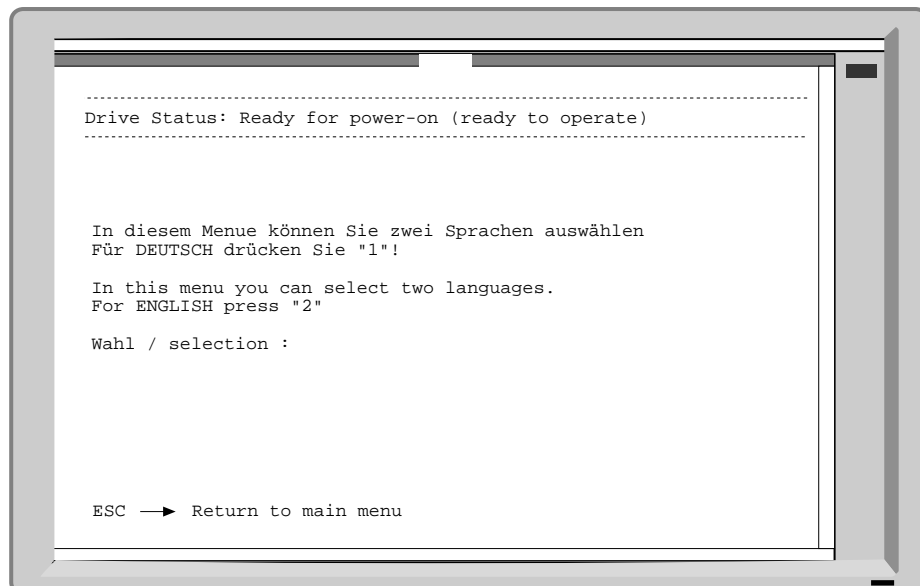 Drive Status: Ready for power-on (ready to operate)
In diesem Menue können Sie zwei Sprachen auswählen
Für DEUTSCH drücken Sie "1"!
In this menu you can select two languages.
For ENGLISH press "2"
Wahl / selection :
ESC → Return to main menu